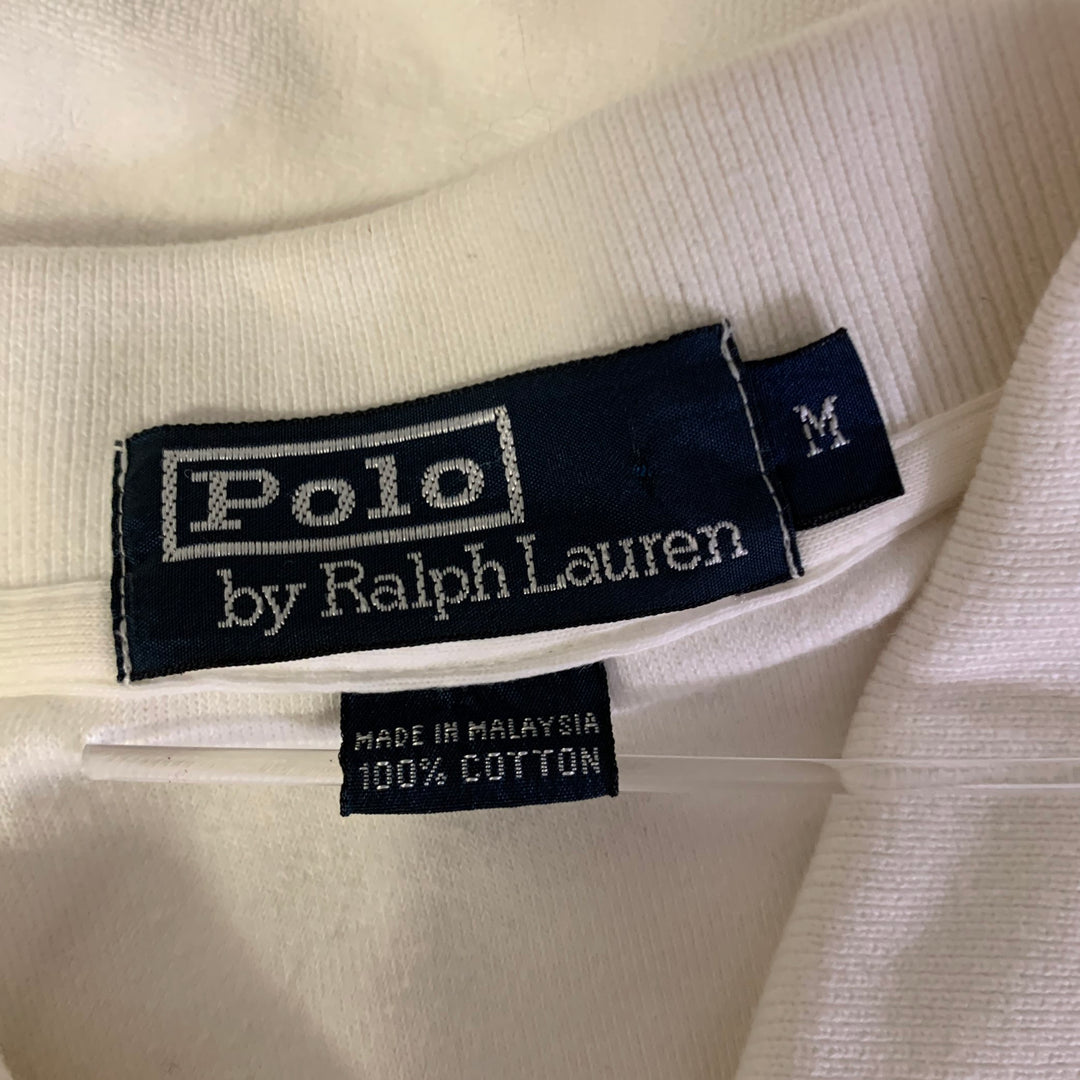 Polo
by Ralph Lauren
M
MADE IN MALAYSIA
100% COTTON